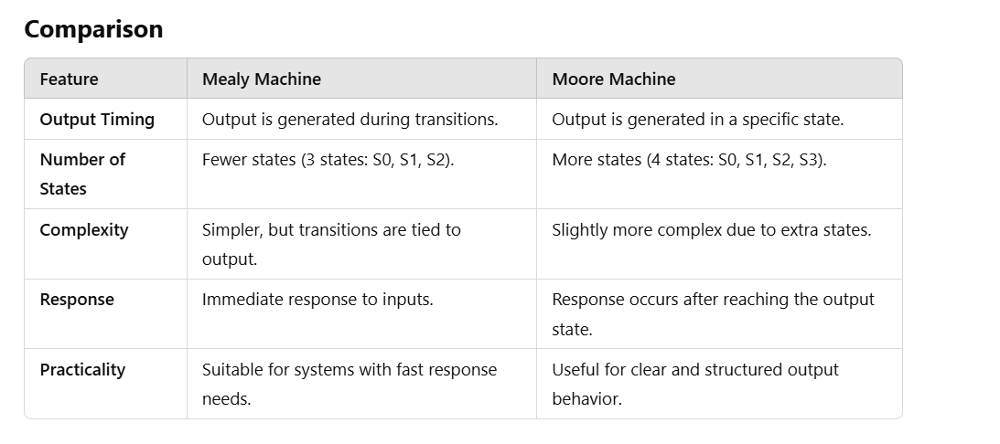 Comparison
Feature Mealy Machine Moore Machine
Output Timing Output is generated during transitions. Output is generated in a specific state.
Number of States Fewer states (3 states: S0, S1, S2). More states (4 states: S0, S1, S2, S3).
Complexity Simpler, but transitions are tied to output. Slightly more complex due to extra states.
Response Immediate response to inputs. Response occurs after reaching the output state.
Practicality Suitable for systems with fast response needs. Useful for clear and structured output behavior.